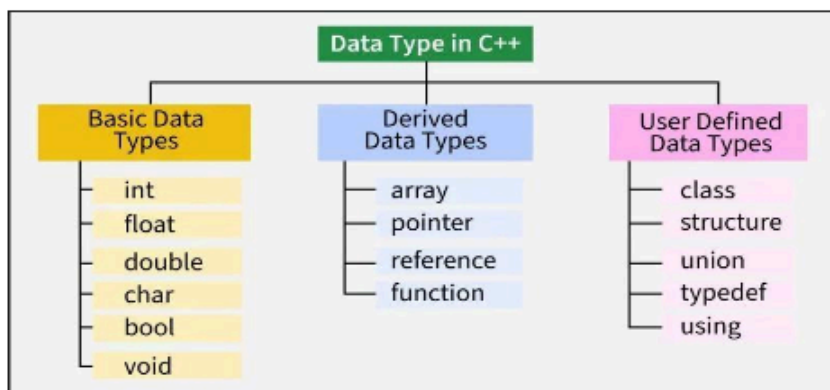 Data Type in C++
Basic Data
Types
int
float
double
char
bool
void
Derived
Data Types
array
pointer
reference
function
User Defined
Data Types
class
structure
union
typedef
using